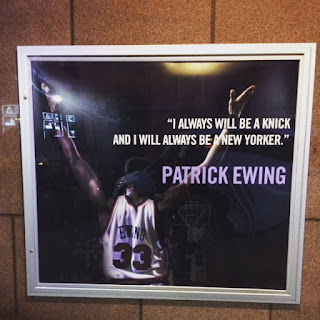 “I ALWAYS WILL BE A KNICK
AND I WILL ALWAYS BE A NEW YORKER.”
PATRICK EWING
EWING
33